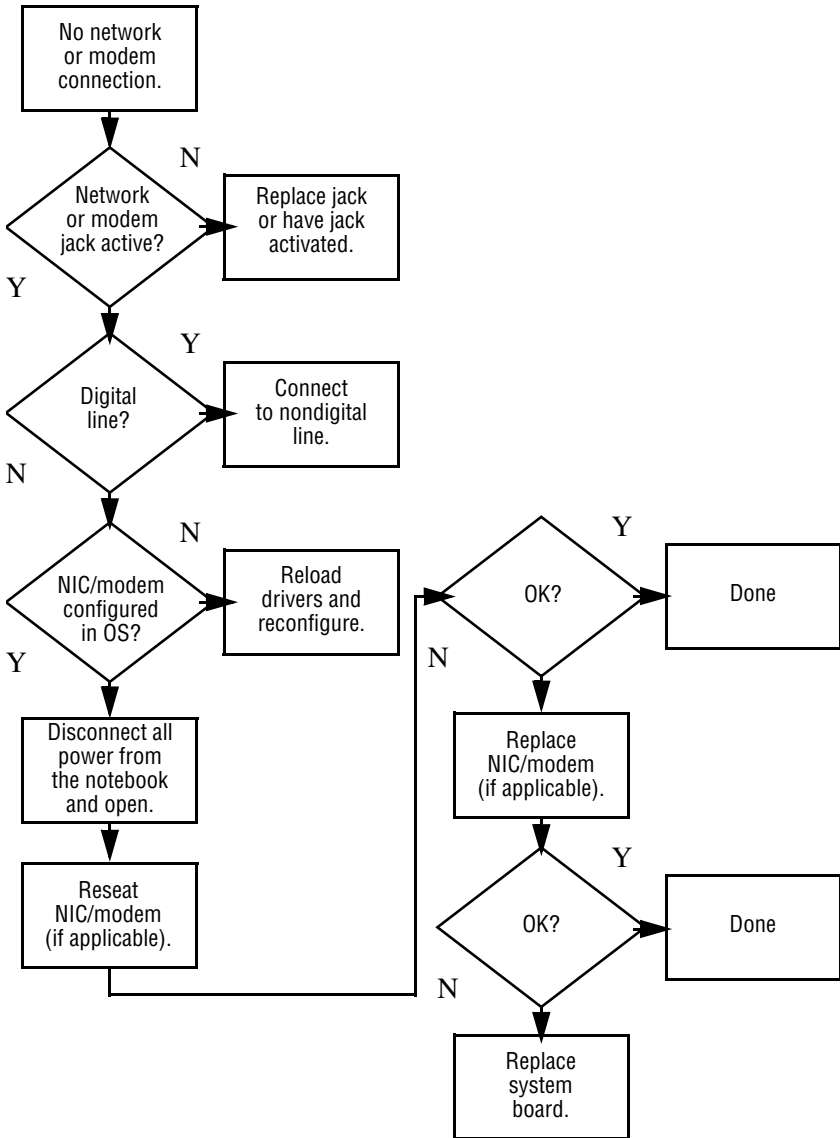 No network
or modem
connection.
N
Network
or modem
jack active?
Replace jack
or have jack
activated.
Y
Y
Digital
line?
Connect
to nondigital
line.
N
N
NIC/modem
configured
in OS?
Reload
drivers and
reconfigure.
Y
Disconnect all
power from
the notebook
and open.
Reseat
NIC/modem
(if applicable).
Y
OK?
Done
N
Replace
NIC/modem
(if applicable).
Y
OK?
Done
N
Replace
system
board.